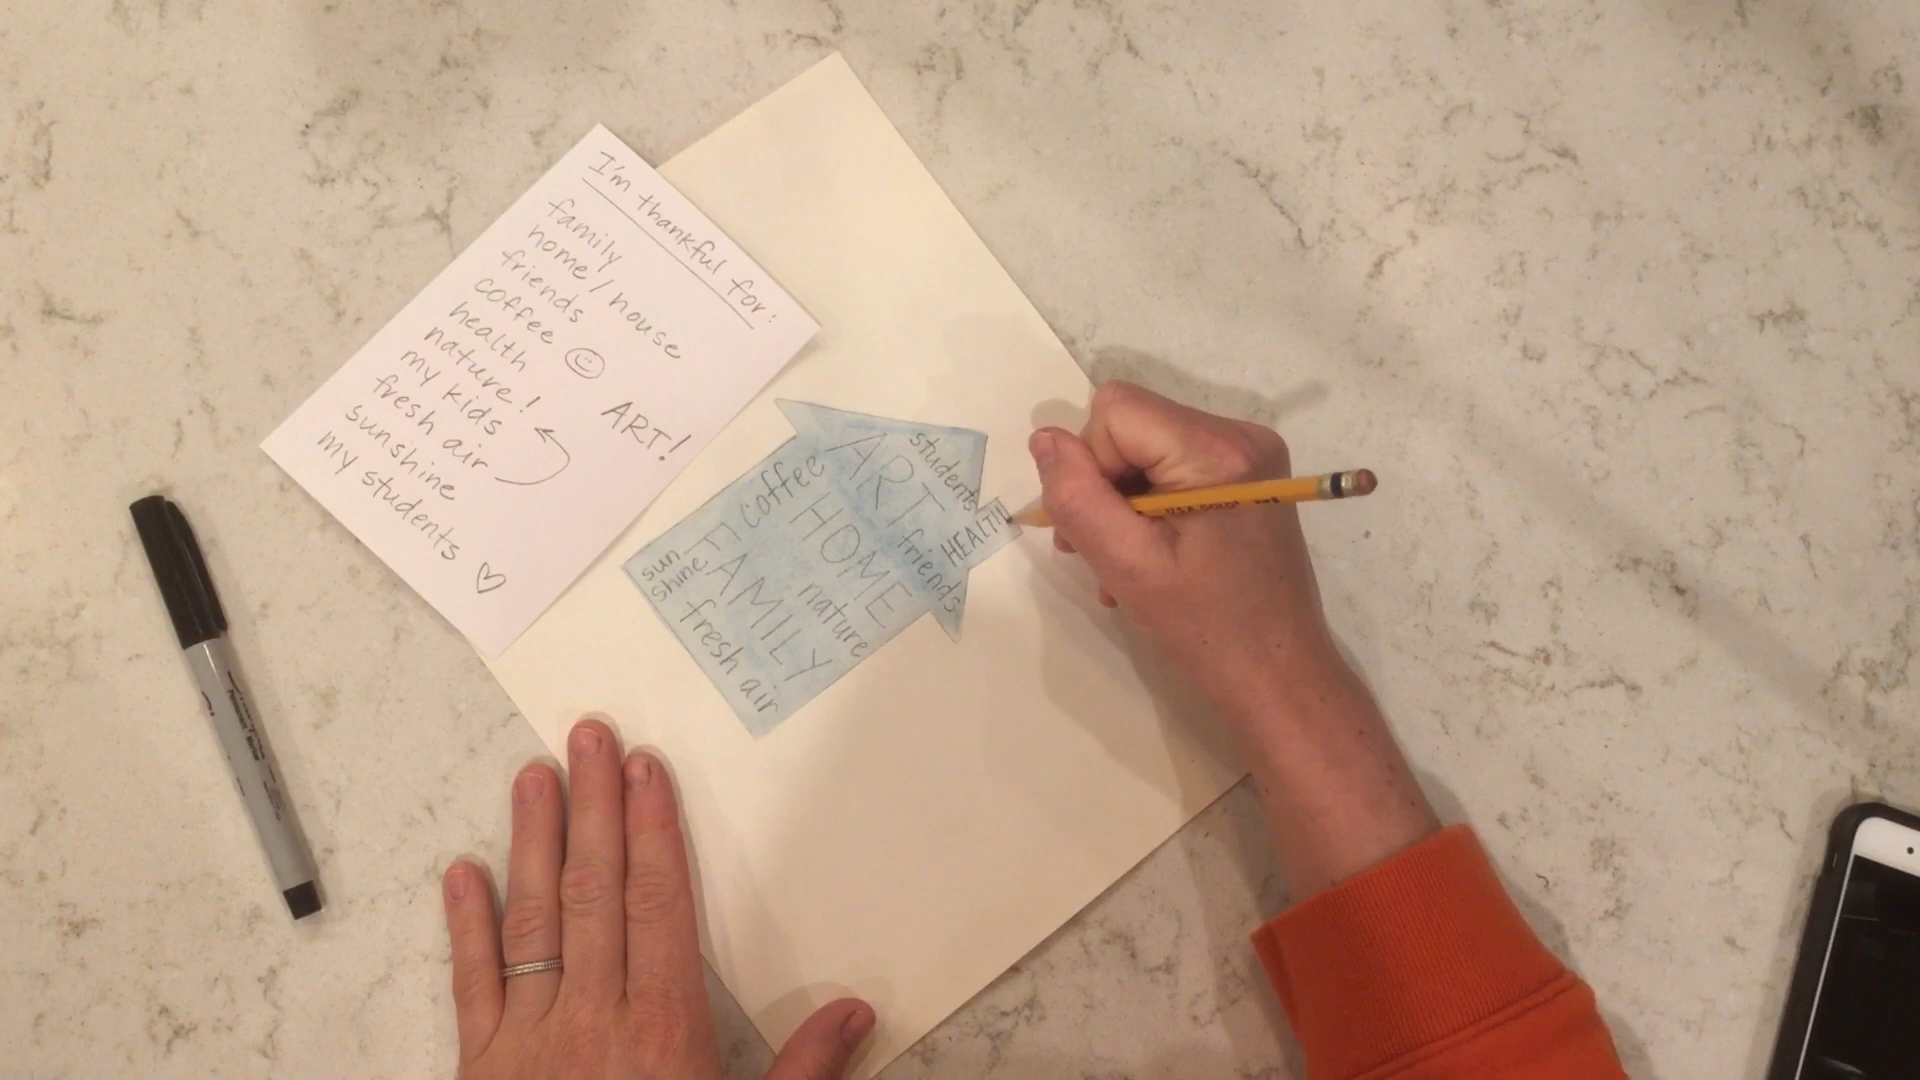 I'm thankful for:
family
home/house
friends
coffee
health
nature!
my kids
fresh air
sunshine
my students
ART!
students
ART
coffee
HOME
friends
HEALTH
sun
shine
FAMILY
nature
fresh air